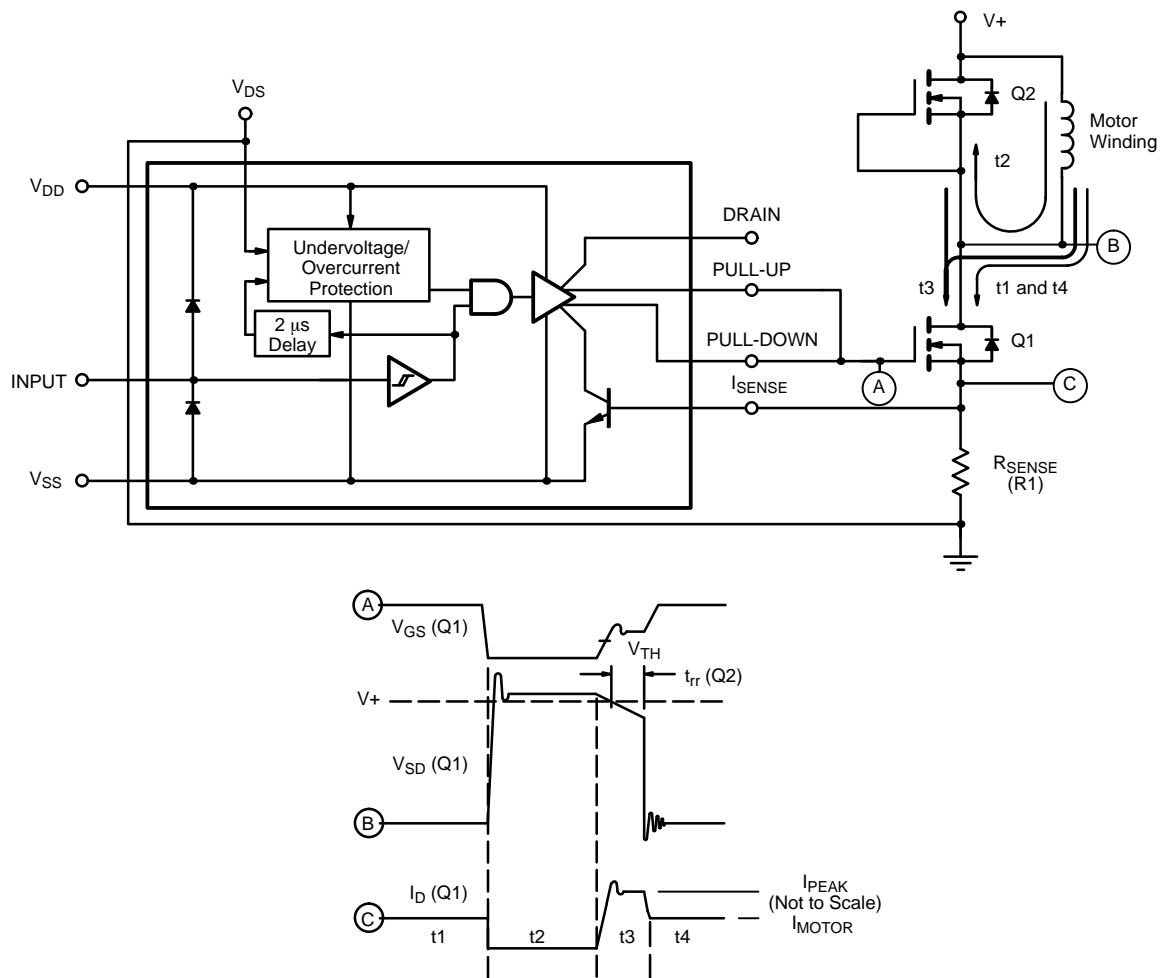 V+
VDS
Q2
Motor
Winding
t2
VDD
DRAIN
Undervoltage/
Overcurrent
Protection
B
PULL-UP
t3
t1 and t4
2 μs
Delay
PULL-DOWN
Q1
INPUT
ISENSE
A
C
VSS
RSENSE
(R1)
A
VGS (Q1)
VTH
trr (Q2)
V+
VSD (Q1)
B
ID (Q1)
IPEAK
(Not to Scale)
C
IMOTOR
t1
t2
t3
t4